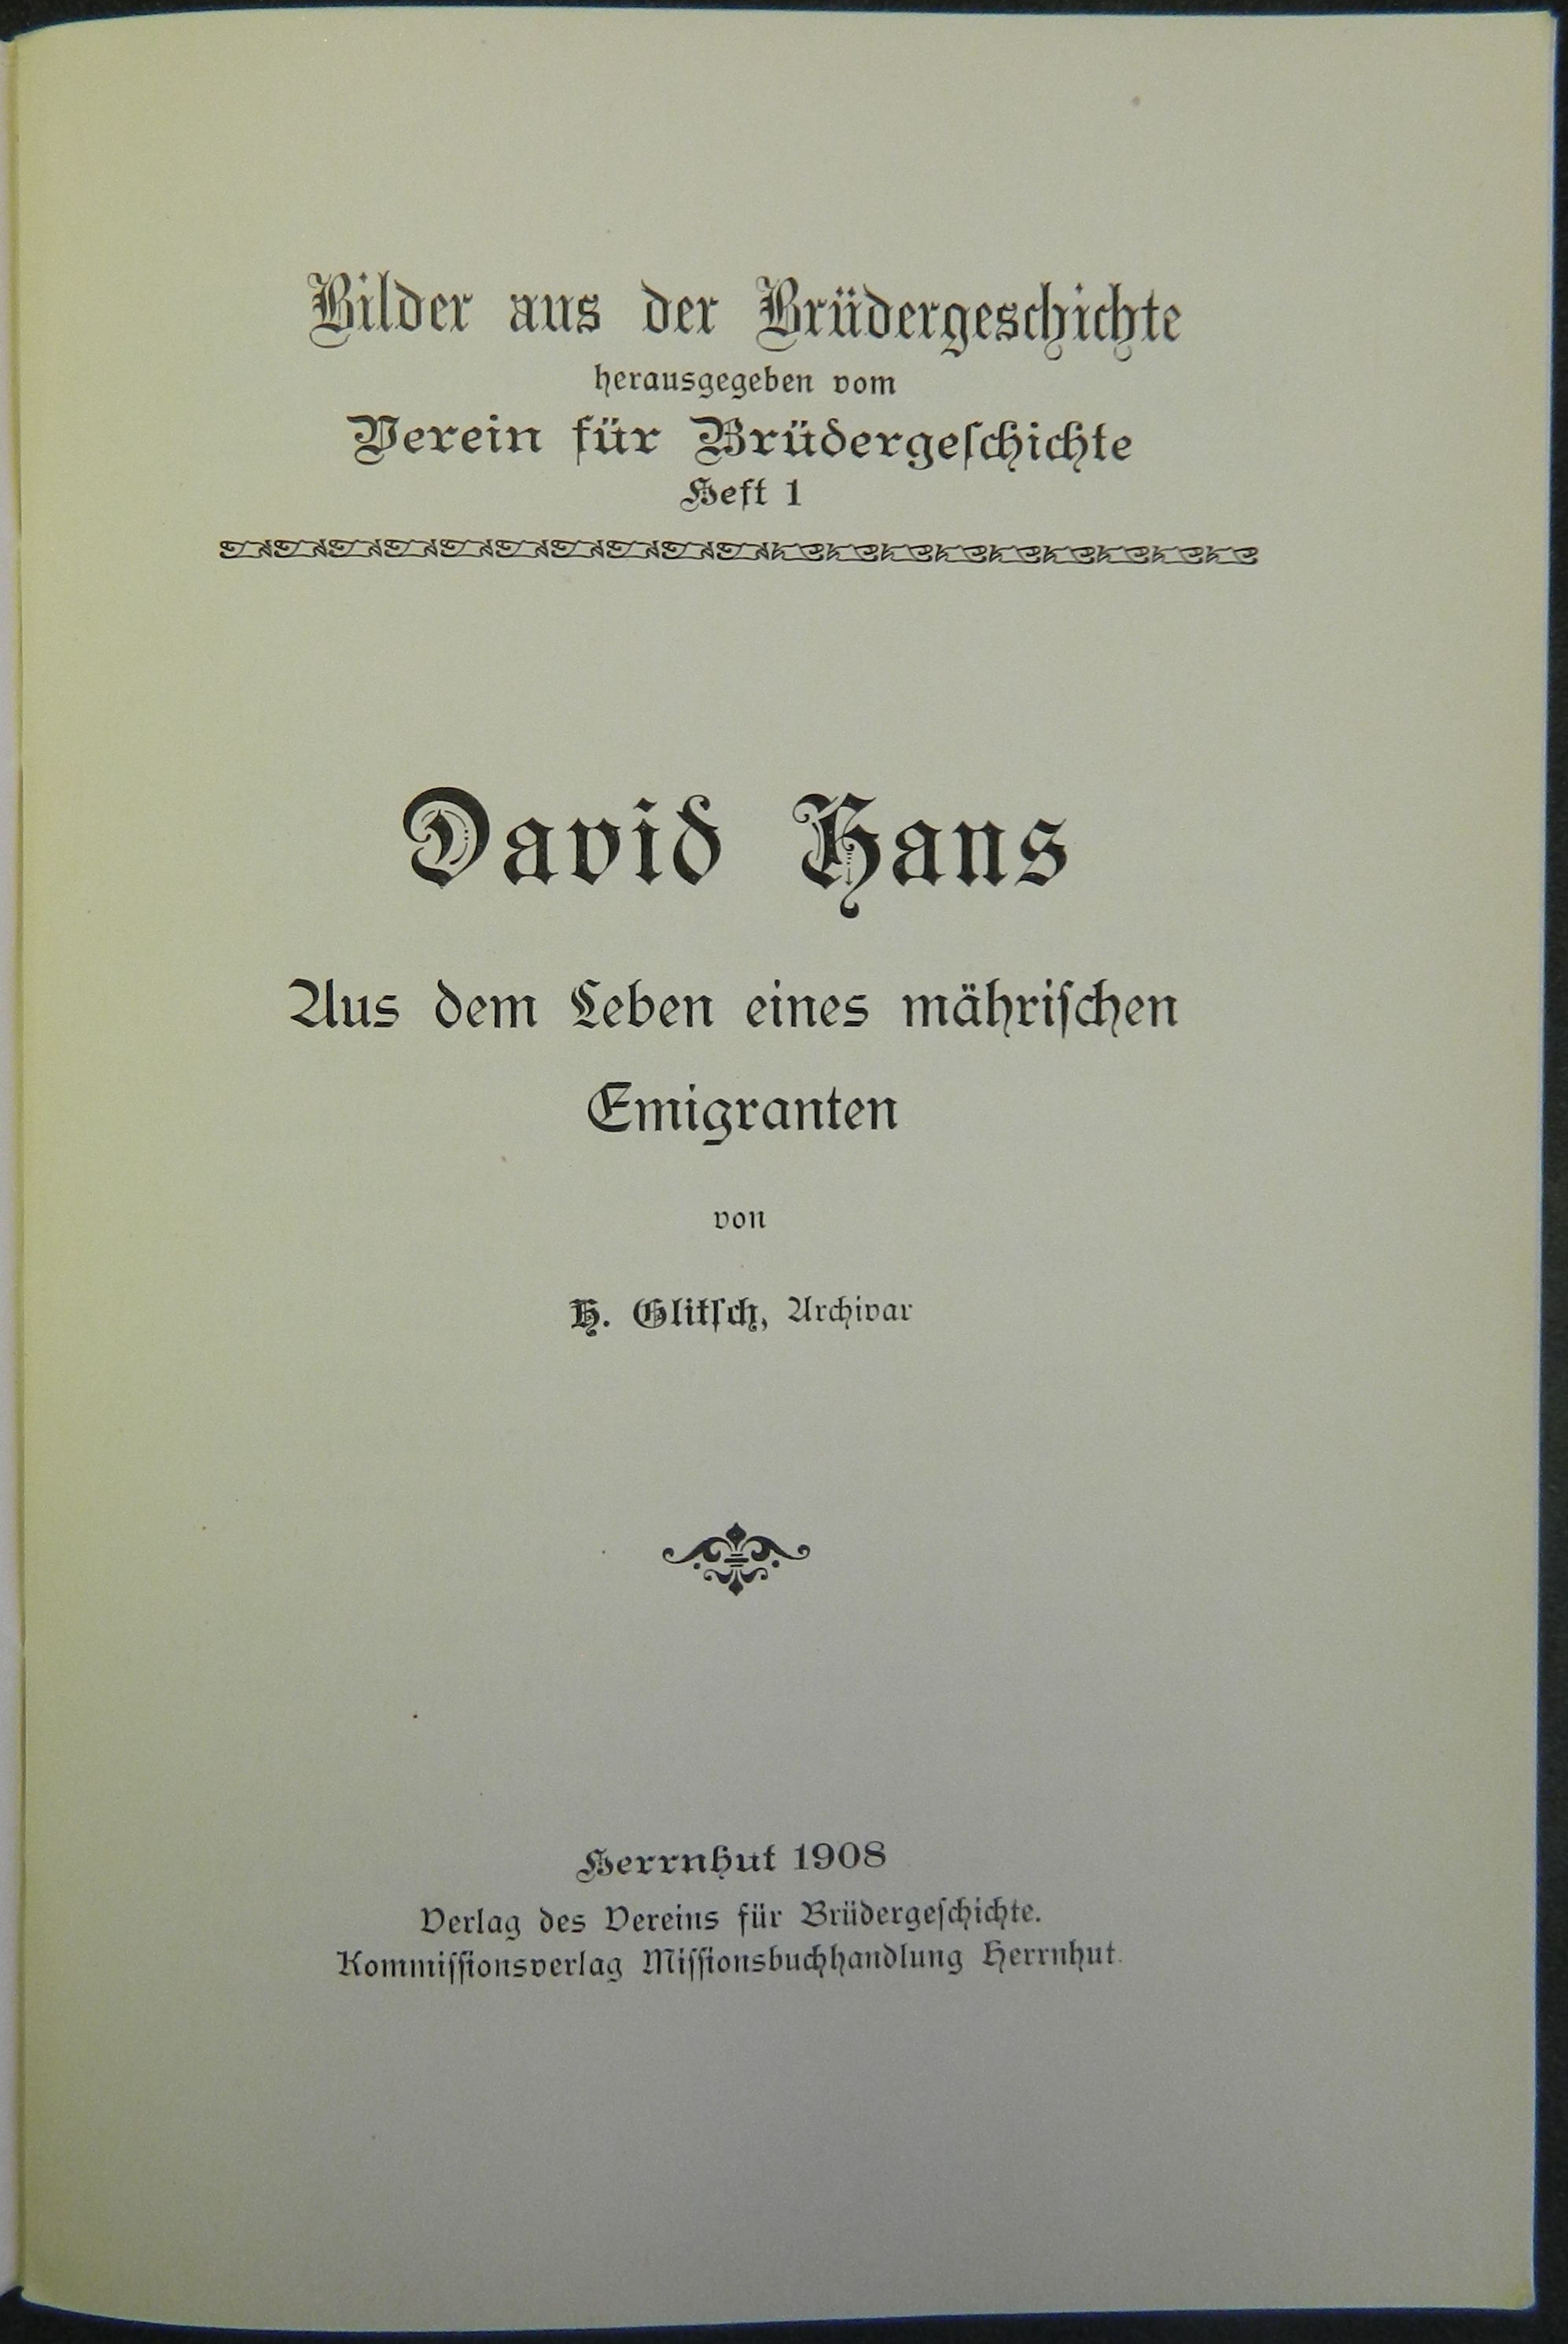 Bilder aus der Brüdergeschichte
herausgegeben vom
Verein für Brüdergeſchichte
Heft 1
David Hans
Aus dem Leben eines mähriſchen
Emigranten
von
H. Glitſch, Archivar
Herrnhut 1908
Verlag des Vereins für Brüdergeſchichte.
Kommiſſionsverlag Miſſionsbuchhandlung Herrnhut.